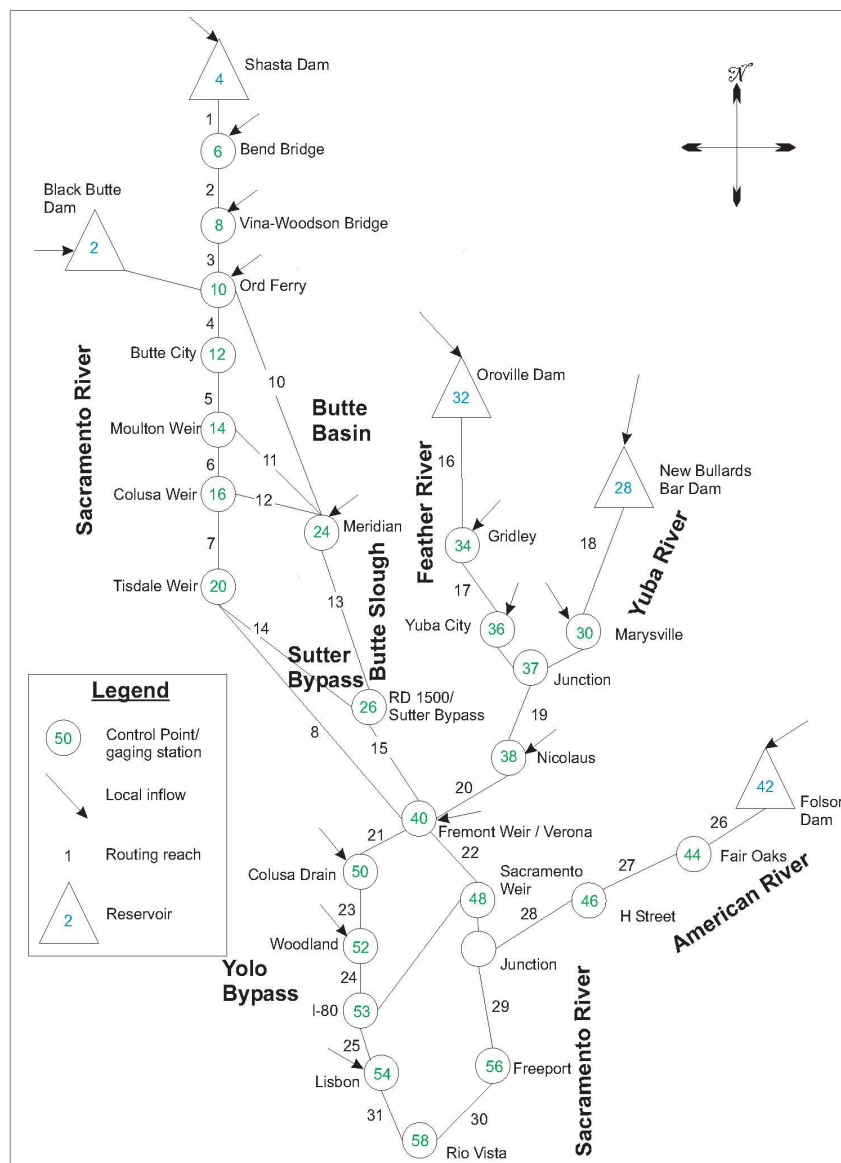 Shasta Dam
4
N
1
6
Bend Bridge
2
Black Butte
Dam
8
Vina-Woodson Bridge
2
3
10
Ord Ferry
4
Butte City
12
10
Oroville Dam
32
Sacramento River
5
Butte
Basin
Moulton Weir
14
11
6
16
New Bullards
Bar Dam
28
Colusa Weir
16
12
24
Meridian
Feather River
34
Gridley
18
Yuba River
7
13
17
Tisdale Weir
20
Butte Slough
Yuba City
36
30
Marysville
14
Sutter
Bypass
37
Junction
Legend
50
Control Point/
gaging station
Local inflow
1
Routing reach
2
Reservoir
26
RD 1500/
Sutter Bypass
19
8
15
38
Nicolaus
20
42
Folsor
Dam
40
Fremont Weir / Verona
26
21
22
44
Fair Oaks
Colusa Drain
50
Sacramento
Weir
48
27
46
H Street
American River
23
28
Woodland
52
Junction
Yolo
Bypass
24
I-80
53
29
Sacramento River
25
Lisbon
54
56
Freeport
31
30
58
Rio Vista